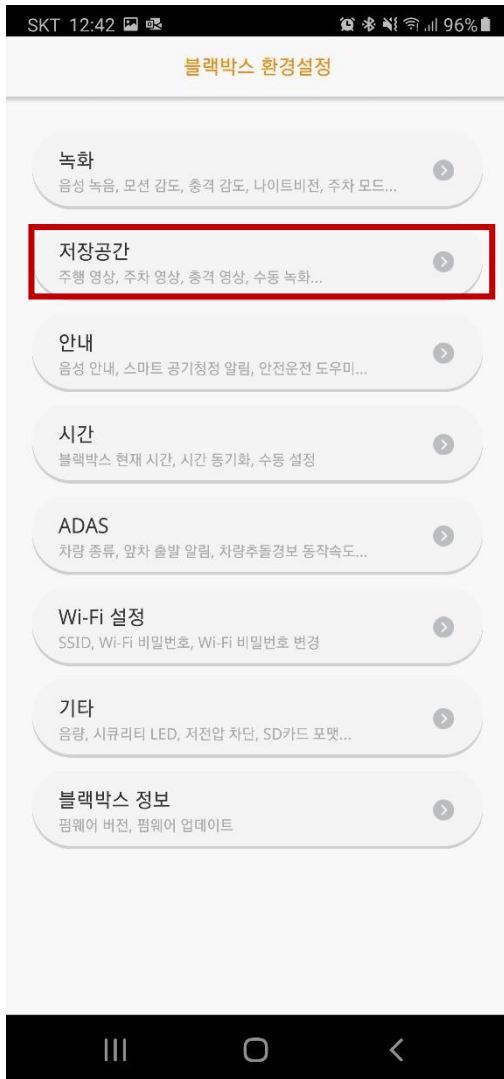 SKT 12:42 96%
블랙박스 환경설정
녹화
음성 녹음, 모션 감도, 충격 감도, 나이트비전, 주차 모드...
저장공간
주행 영상, 주차 영상, 충격 영상, 수동 녹화...
안내
음성 안내, 스마트 공기청정 알림, 안전운전 도우미...
시간
블랙박스 현재 시간, 시간 동기화, 수동 설정
ADAS
차량 종류, 앞차 출발 알림, 차량추돌경보 동작속도...
Wi-Fi 설정
SSID, Wi-Fi 비밀번호, Wi-Fi 비밀번호 변경
기타
음량, 시큐리티 LED, 저전압 차단, SD카드 포맷...
블랙박스 정보
펌웨어 버전, 펌웨어 업데이트